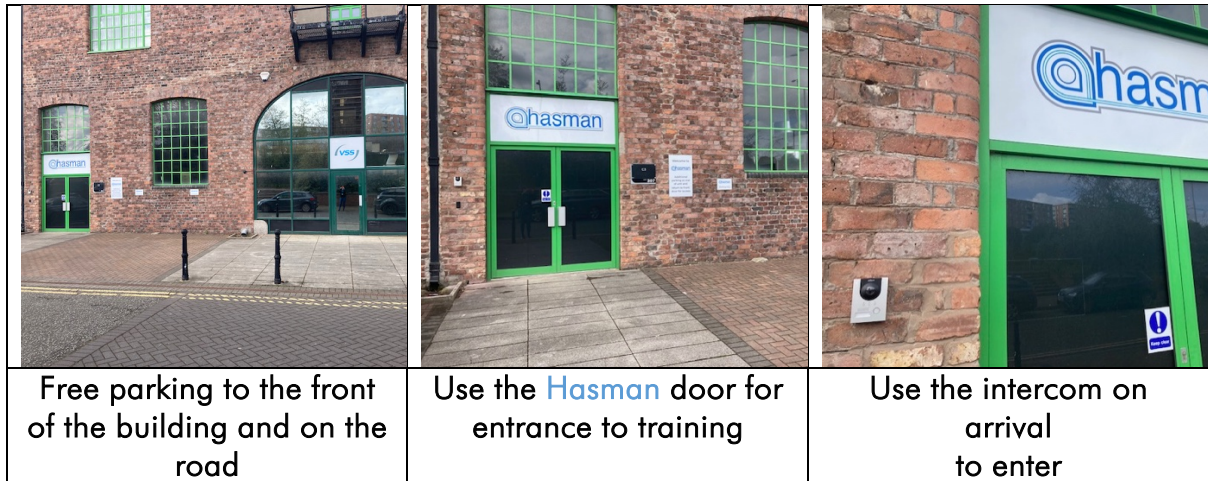 hasman
vss
hasman
hasm
Keep clear
Free parking to the front
of the building and on the
road
Use the Hasman door for
entrance to training
Use the intercom on
arrival
to enter